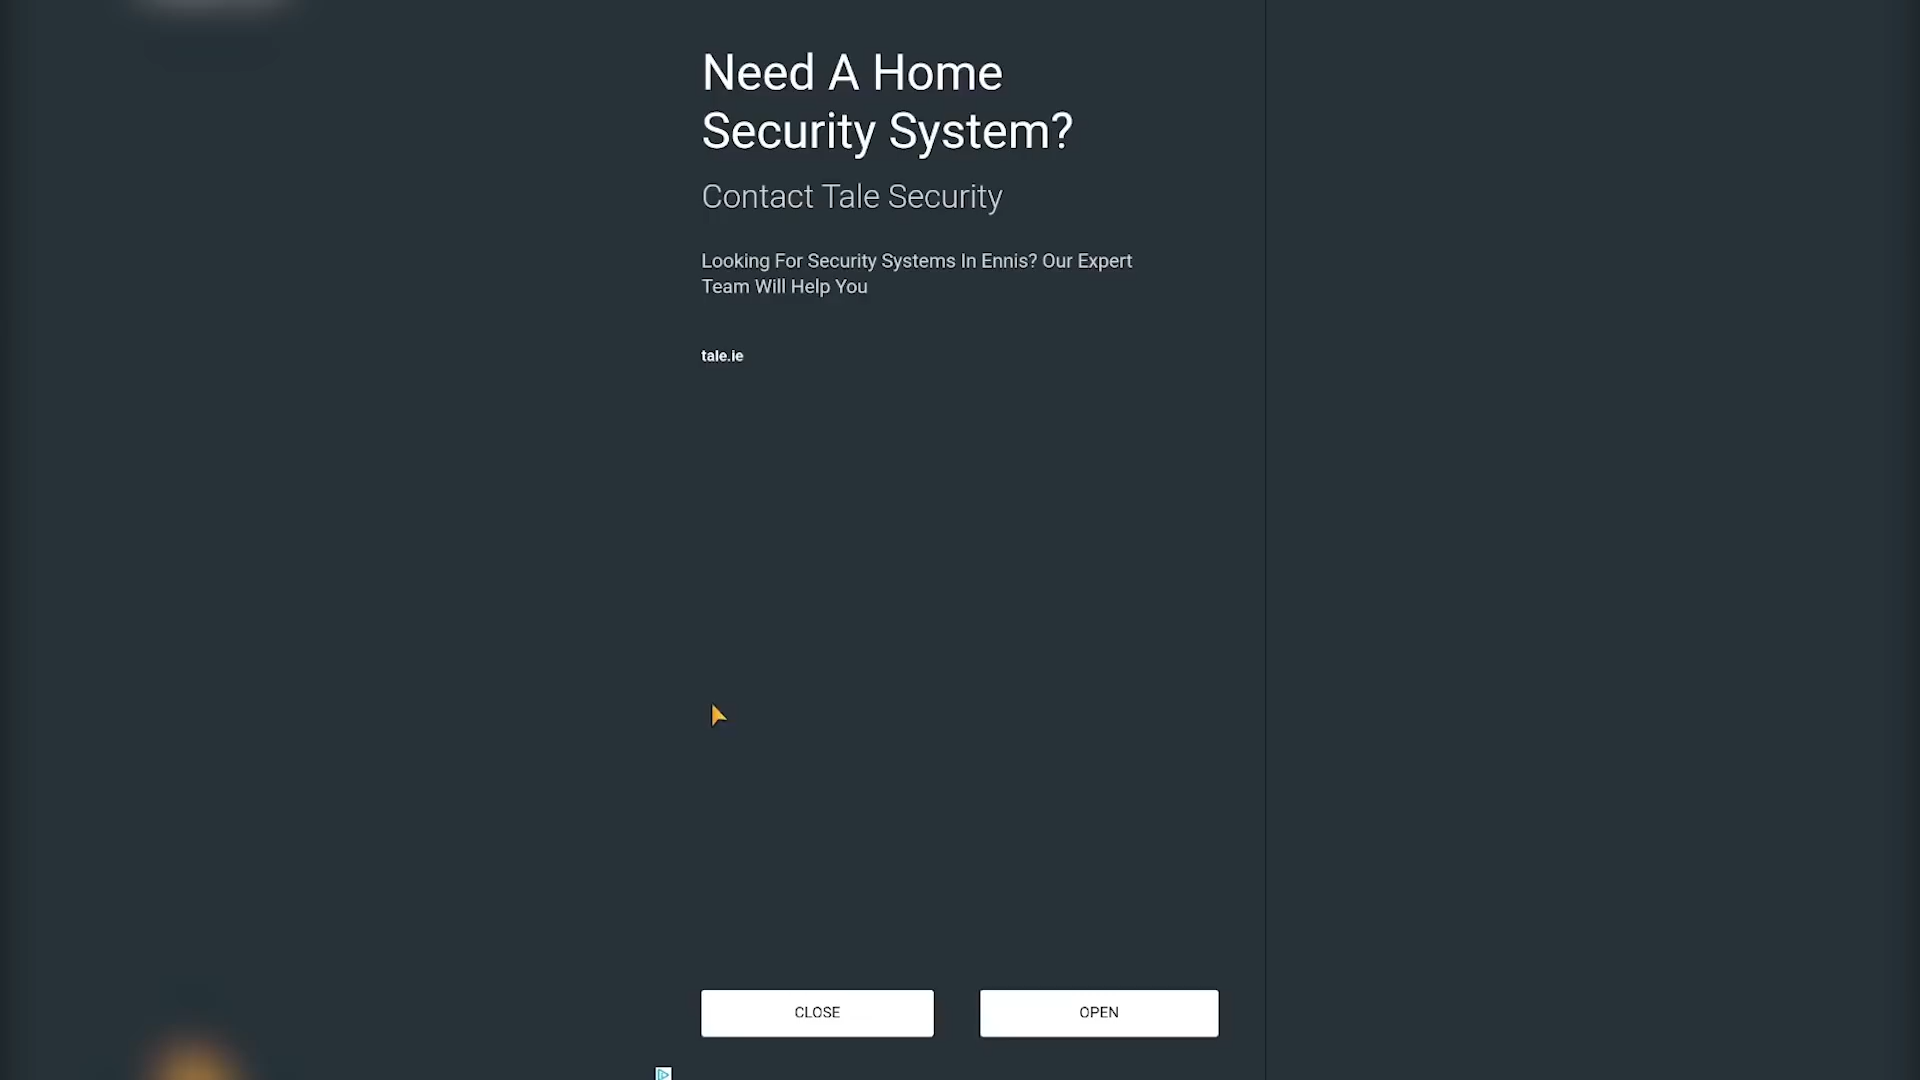 Need A Home
Security System?
Contact Tale Security
Looking For Security Systems In Ennis? Our Expert
Team Will Help You
tale.ie
CLOSE
OPEN